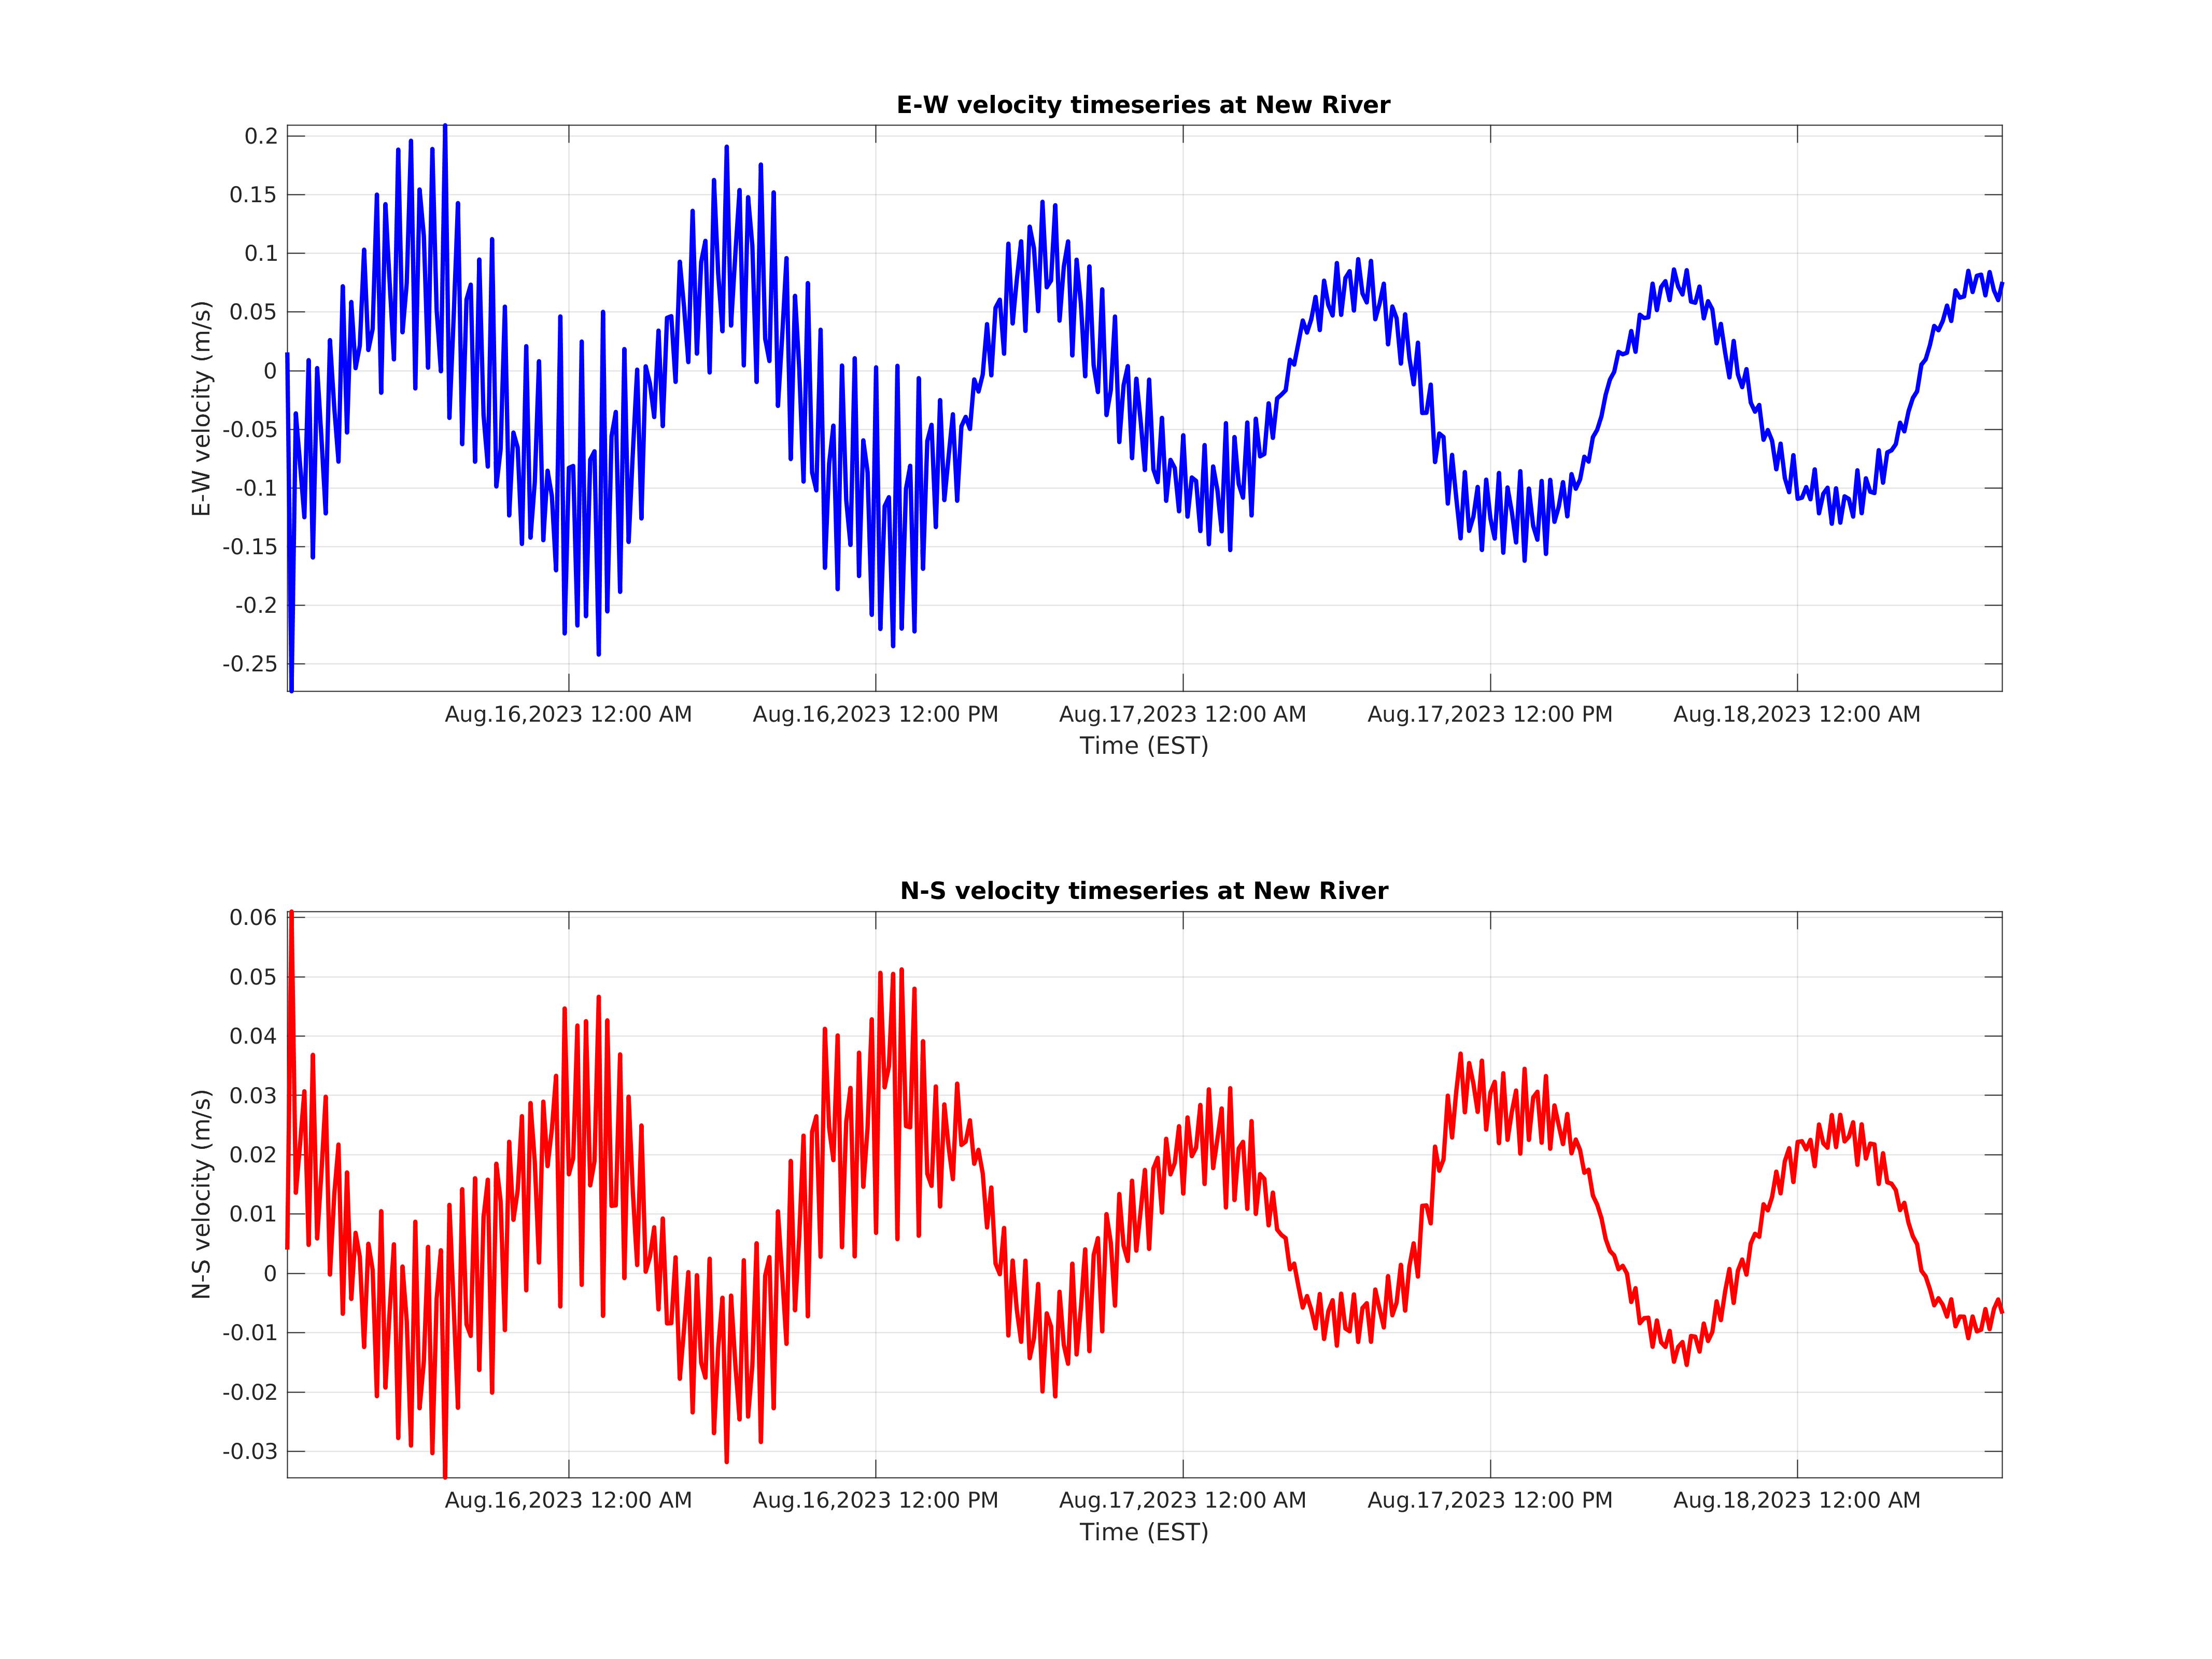 E-W velocity timeseries at New River
0.2
0.15
0.1
0.05
0
-0.05
-0.1
-0.15
-0.2
-0.25
E-W velocity (m/s)
Aug.16,2023 12:00 AM Aug.16,2023 12:00 PM Aug.17,2023 12:00 AM Aug.17,2023 12:00 PM Aug.18,2023 12:00 AM
Time (EST)
N-S velocity timeseries at New River
0.06
0.05
0.04
0.03
0.02
0.01
0
-0.01
-0.02
-0.03
N-S velocity (m/s)
Aug.16,2023 12:00 AM Aug.16,2023 12:00 PM Aug.17,2023 12:00 AM Aug.17,2023 12:00 PM Aug.18,2023 12:00 AM
Time (EST)